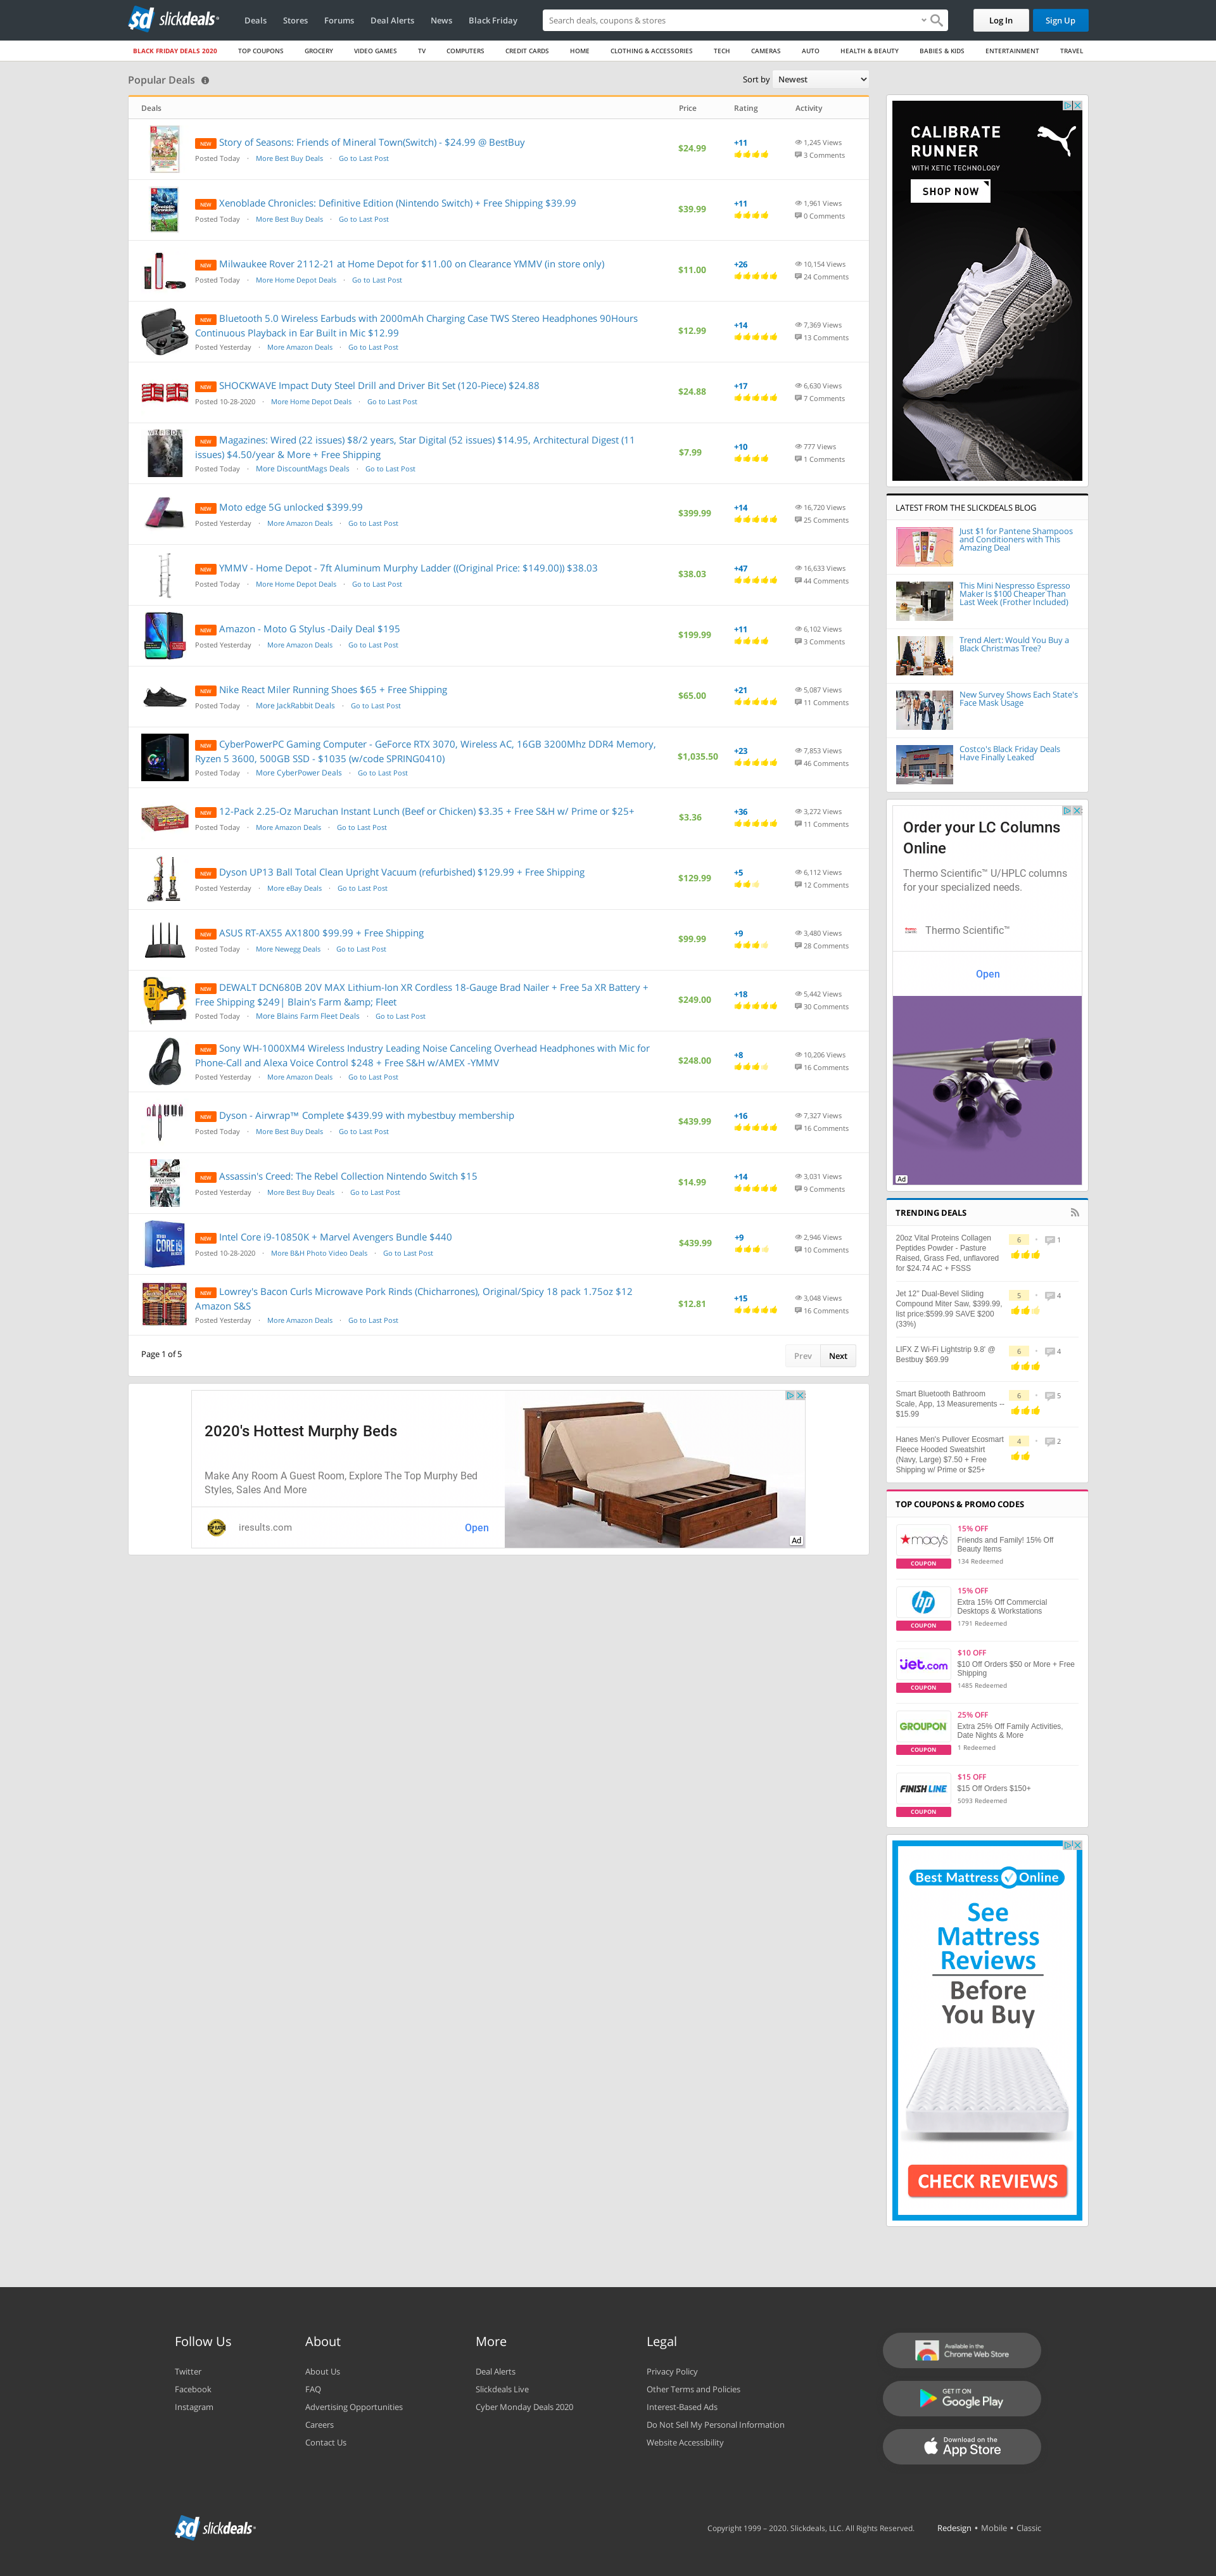 sd slickdeals
Deals Stores Forums Deal Alerts News Black Friday
Search deals, coupons & stores
Log In Sign Up
BLACK FRIDAY DEALS 2020 TOP COUPONS GROCERY VIDEO GAMES TV COMPUTERS CREDIT CARDS HOME CLOTHING & ACCESSORIES TECH CAMERAS AUTO HEALTH & BEAUTY BABIES & KIDS ENTERTAINMENT TRAVEL
Popular Deals
Sort by Newest
Deals Price Rating Activity
NEW Story of Seasons: Friends of Mineral Town(Switch) - $24.99 @ BestBuy
Posted Today · More Best Buy Deals · Go to Last Post
$24.99
+11
1,245 Views
3 Comments
NEW Xenoblade Chronicles: Definitive Edition (Nintendo Switch) + Free Shipping $39.99
Posted Today · More Best Buy Deals · Go to Last Post
$39.99
+11
1,961 Views
0 Comments
NEW Milwaukee Rover 2112-21 at Home Depot for $11.00 on Clearance YMMV (in store only)
Posted Today · More Home Depot Deals · Go to Last Post
$11.00
+26
10,154 Views
24 Comments
NEW Bluetooth 5.0 Wireless Earbuds with 2000mAh Charging Case TWS Stereo Headphones 90Hours
Continuous Playback in Ear Built in Mic $12.99
Posted Yesterday · More Amazon Deals · Go to Last Post
$12.99
+14
7,369 Views
13 Comments
NEW SHOCKWAVE Impact Duty Steel Drill and Driver Bit Set (120-Piece) $24.88
Posted 10-28-2020 · More Home Depot Deals · Go to Last Post
$24.88
+17
6,630 Views
7 Comments
NEW Magazines: Wired (22 issues) $8/2 years, Star Digital (52 issues) $14.95, Architectural Digest (11
issues) $4.50/year & More + Free Shipping
Posted Today · More DiscountMags Deals · Go to Last Post
$7.99
+10
777 Views
1 Comments
NEW Moto edge 5G unlocked $399.99
Posted Yesterday · More Amazon Deals · Go to Last Post
$399.99
+14
16,720 Views
25 Comments
NEW YMMV - Home Depot - 7ft Aluminum Murphy Ladder ((Original Price: $149.00)) $38.03
Posted Today · More Home Depot Deals · Go to Last Post
$38.03
+47
16,633 Views
44 Comments
NEW Amazon - Moto G Stylus -Daily Deal $195
Posted Yesterday · More Amazon Deals · Go to Last Post
$199.99
+11
6,102 Views
3 Comments
NEW Nike React Miler Running Shoes $65 + Free Shipping
Posted Today · More JackRabbit Deals · Go to Last Post
$65.00
+21
5,087 Views
11 Comments
NEW CyberPowerPC Gaming Computer - GeForce RTX 3070, Wireless AC, 16GB 3200Mhz DDR4 Memory,
Ryzen 5 3600, 500GB SSD - $1035 (w/code SPRING0410)
Posted Today · More CyberPower Deals · Go to Last Post
$1,035.50
+23
7,853 Views
46 Comments
NEW 12-Pack 2.25-Oz Maruchan Instant Lunch (Beef or Chicken) $3.35 + Free S&H w/ Prime or $25+
Posted Today · More Amazon Deals · Go to Last Post
$3.36
+36
3,272 Views
11 Comments
NEW Dyson UP13 Ball Total Clean Upright Vacuum (refurbished) $129.99 + Free Shipping
Posted Yesterday · More eBay Deals · Go to Last Post
$129.99
+5
6,112 Views
12 Comments
NEW ASUS RT-AX55 AX1800 $99.99 + Free Shipping
Posted Today · More Newegg Deals · Go to Last Post
$99.99
+9
3,480 Views
28 Comments
NEW DEWALT DCN680B 20V MAX Lithium-Ion XR Cordless 18-Gauge Brad Nailer + Free 5a XR Battery +
Free Shipping $249| Blain's Farm &amp; Fleet
Posted Today · More Blains Farm Fleet Deals · Go to Last Post
$249.00
+18
5,442 Views
30 Comments
NEW Sony WH-1000XM4 Wireless Industry Leading Noise Canceling Overhead Headphones with Mic for
Phone-Call and Alexa Voice Control $248 + Free S&H w/AMEX -YMMV
Posted Yesterday · More Amazon Deals · Go to Last Post
$248.00
+8
10,206 Views
16 Comments
NEW Dyson - Airwrap™ Complete $439.99 with mybestbuy membership
Posted Today · More Best Buy Deals · Go to Last Post
$439.99
+16
7,327 Views
16 Comments
NEW Assassin's Creed: The Rebel Collection Nintendo Switch $15
Posted Yesterday · More Best Buy Deals · Go to Last Post
$14.99
+14
3,031 Views
9 Comments
NEW Intel Core i9-10850K + Marvel Avengers Bundle $440
Posted 10-28-2020 · More B&H Photo Video Deals · Go to Last Post
$439.99
+9
2,946 Views
10 Comments
NEW Lowrey's Bacon Curls Microwave Pork Rinds (Chicharrones), Original/Spicy 18 pack 1.75oz $12
Amazon S&S
Posted Yesterday · More Amazon Deals · Go to Last Post
$12.81
+15
3,048 Views
16 Comments
Page 1 of 5
Prev Next
2020's Hottest Murphy Beds
Make Any Room A Guest Room, Explore The Top Murphy Bed
Styles, Sales And More
iresults.com
Open
Ad
CALIBRATE
RUNNER
WITH XETIC TECHNOLOGY
SHOP NOW
LATEST FROM THE SLICKDEALS BLOG
Just $1 for Pantene Shampoos
and Conditioners with This
Amazing Deal
This Mini Nespresso Espresso
Maker Is $100 Cheaper Than
Last Week (Frother Included)
Trend Alert: Would You Buy a
Black Christmas Tree?
New Survey Shows Each State's
Face Mask Usage
Costco's Black Friday Deals
Have Finally Leaked
Order your LC Columns
Online
Thermo Scientific™ U/HPLC columns
for your specialized needs.
Thermo Scientific™
Open
Ad
TRENDING DEALS
20oz Vital Proteins Collagen
Peptides Powder - Pasture
Raised, Grass Fed, unflavored
for $24.74 AC + FSSS
6 - 1
Jet 12" Dual-Bevel Sliding
Compound Miter Saw, $399.99,
list price:$599.99 SAVE $200
(33%)
5 - 4
LIFX Z Wi-Fi Lightstrip 9.8' @
Bestbuy $69.99
6 - 4
Smart Bluetooth Bathroom
Scale, App, 13 Measurements --
$15.99
6 - 5
Hanes Men's Pullover Ecosmart
Fleece Hooded Sweatshirt
(Navy, Large) $7.50 + Free
Shipping w/ Prime or $25+
4 - 2
TOP COUPONS & PROMO CODES
macy's
COUPON
15% OFF
Friends and Family! 15% Off
Beauty Items
134 Redeemed
hp
COUPON
15% OFF
Extra 15% Off Commercial
Desktops & Workstations
1791 Redeemed
jet.com
COUPON
$10 OFF
$10 Off Orders $50 or More + Free
Shipping
1485 Redeemed
GROUPON
COUPON
25% OFF
Extra 25% Off Family Activities,
Date Nights & More
1 Redeemed
FINISH LINE
COUPON
$15 OFF
$15 Off Orders $150+
5093 Redeemed
Best Mattress Online
See
Mattress
Reviews
Before
You Buy
CHECK REVIEWS
Follow Us
Twitter
Facebook
Instagram
About
About Us
FAQ
Advertising Opportunities
Careers
Contact Us
More
Deal Alerts
Slickdeals Live
Cyber Monday Deals 2020
Legal
Privacy Policy
Other Terms and Policies
Interest-Based Ads
Do Not Sell My Personal Information
Website Accessibility
Available in the
Chrome Web Store
GET IT ON
Google Play
Download on the
App Store
sd slickdeals
Copyright 1999 – 2020. Slickdeals, LLC. All Rights Reserved.
Redesign • Mobile • Classic